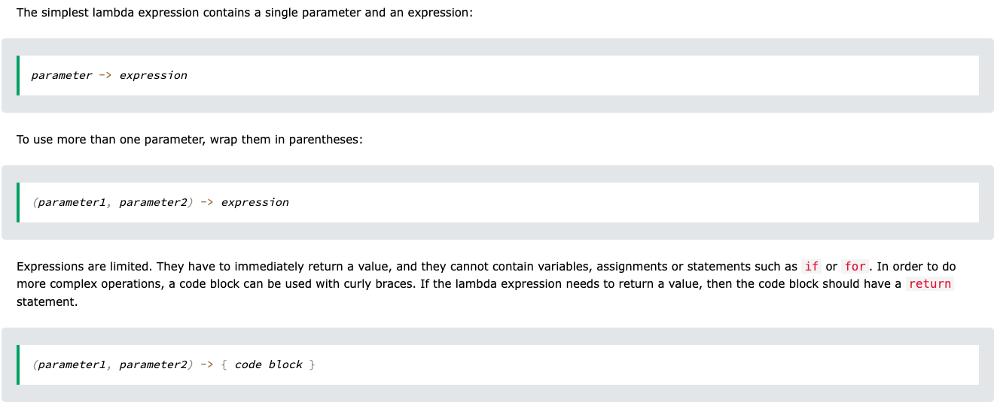 The simplest lambda expression contains a single parameter and an expression:
parameter -> expression
To use more than one parameter, wrap them in parentheses:
(parameter1, parameter2) -> expression
Expressions are limited. They have to immediately return a value, and they cannot contain variables, assignments or statements such as if or for. In order to do
more complex operations, a code block can be used with curly braces. If the lambda expression needs to return a value, then the code block should have a return
statement.
(parameter1, parameter2) -> { code block }